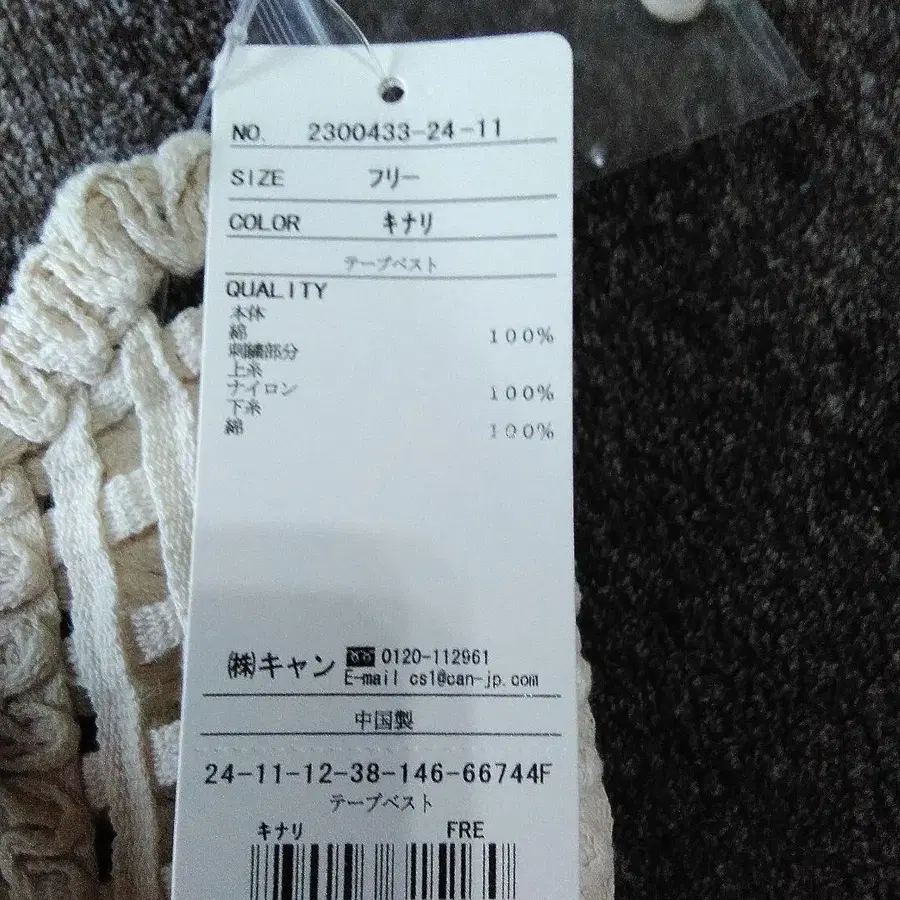 NO. 2300433-24-11
SIZE フリー
COLOR キナリ
テープベスト
QUALITY
本体
綿 100%
刺繍部分
上糸
ナイロン 100%
下糸
綿 100%
㈱キャン 0120-112961
E-mail cs1@can-jp.com
中国製
24-11-12-38-146-66744F
テープベスト
キナリ FRE